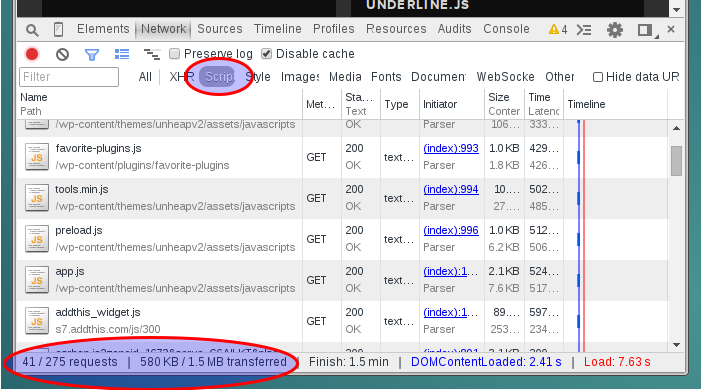 UNDERLINE.JS
Elements Network Sources Timeline Profiles Resources Audits Console 4
Preserve log Disable cache
Filter All XHR Script Style Images Media Fonts Documen WebSocke Other Hide data UR
Name Path Met… Sta… Text Type Initiator Size Conter Time Latenc Timeline
/wp-content/themes/unheapv2/assets/javascripts OK Parser 106… 333…
favorite-plugins.js 200 (index):993 1.0 KB 429…
GET text…
/wp-content/plugins/favorite-plugins OK Parser 1.8 KB 426…
tools.min.js 200 (index):994 10.… 502…
GET text…
/wp-content/themes/unheapv2/assets/javascripts OK Parser 27.… 485…
preload.js 200 (index):996 1.0 KB 512…
GET text…
/wp-content/themes/unheapv2/assets/javascripts OK Parser 6.2 KB 506…
app.js 200 (index):1… 2.1 KB 524…
GET text…
/wp-content/themes/unheapv2/assets/javascripts OK Parser 7.6 KB 517…
addthis_widget.js 200 (index):1… 89.… 597…
GET text…
s7.addthis.com/js/300 OK Parser 253… 234…
41 / 275 requests | 580 KB / 1.5 MB transferred | Finish: 1.5 min | DOMContentLoaded: 2.41 s | Load: 7.63 s